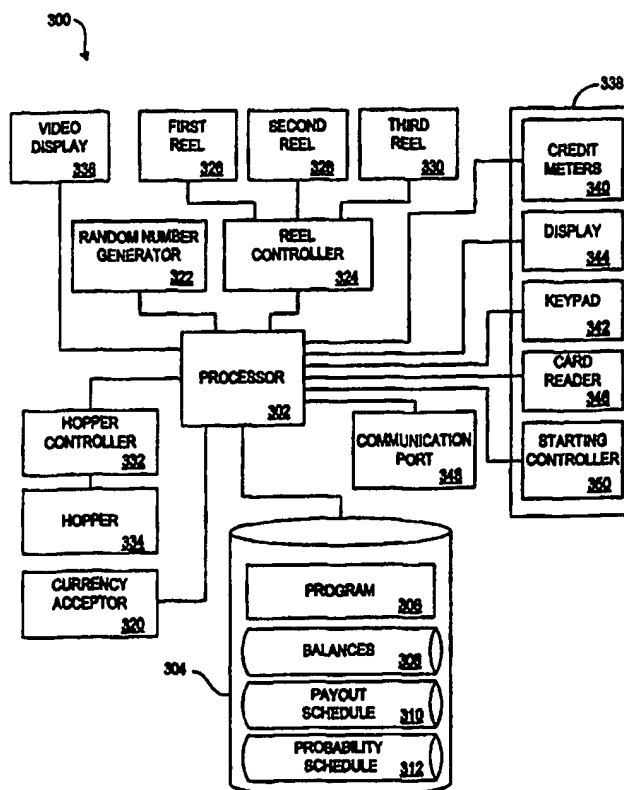 300
338
VIDEO
DISPLAY
336
FIRST
REEL
326
SECOND
REEL
328
THIRD
REEL
330
CREDIT
METERS
340
RANDOM NUMBER
GENERATOR
322
REEL
CONTROLLER
324
DISPLAY
344
KEYPAD
342
PROCESSOR
302
CARD
READER
346
HOPPER
CONTROLLER
332
COMMUNICATION
PORT
348
STARTING
CONTROLLER
350
HOPPER
334
CURRENCY
ACCEPTOR
320
PROGRAM
306
BALANCES
308
304
PAYOUT
SCHEDULE
310
PROBABILITY
SCHEDULE
312